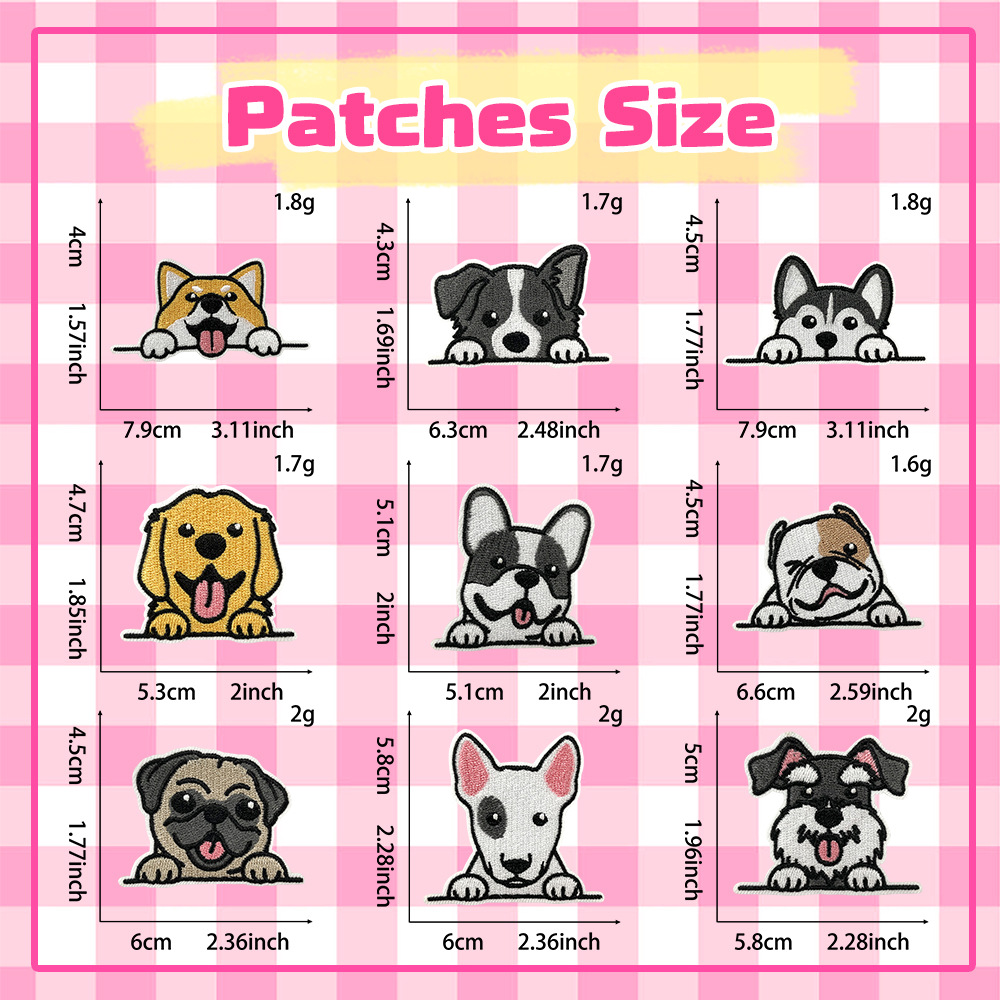 Patches Size
1.8g
4cm 1.57inch
7.9cm 3.11inch
1.7g
4.3cm 1.69inch
6.3cm 2.48inch
1.8g
4.5cm 1.77inch
7.9cm 3.11inch
1.7g
4.7cm 1.85inch
5.3cm 2inch
1.7g
5.1cm 2inch
5.1cm 2inch
1.6g
4.5cm 1.77inch
6.6cm 2.59inch
2g
4.5cm 1.77inch
6cm 2.36inch
2g
5.8cm 2.28inch
6cm 2.36inch
2g
5cm 1.96inch
5.8cm 2.28inch